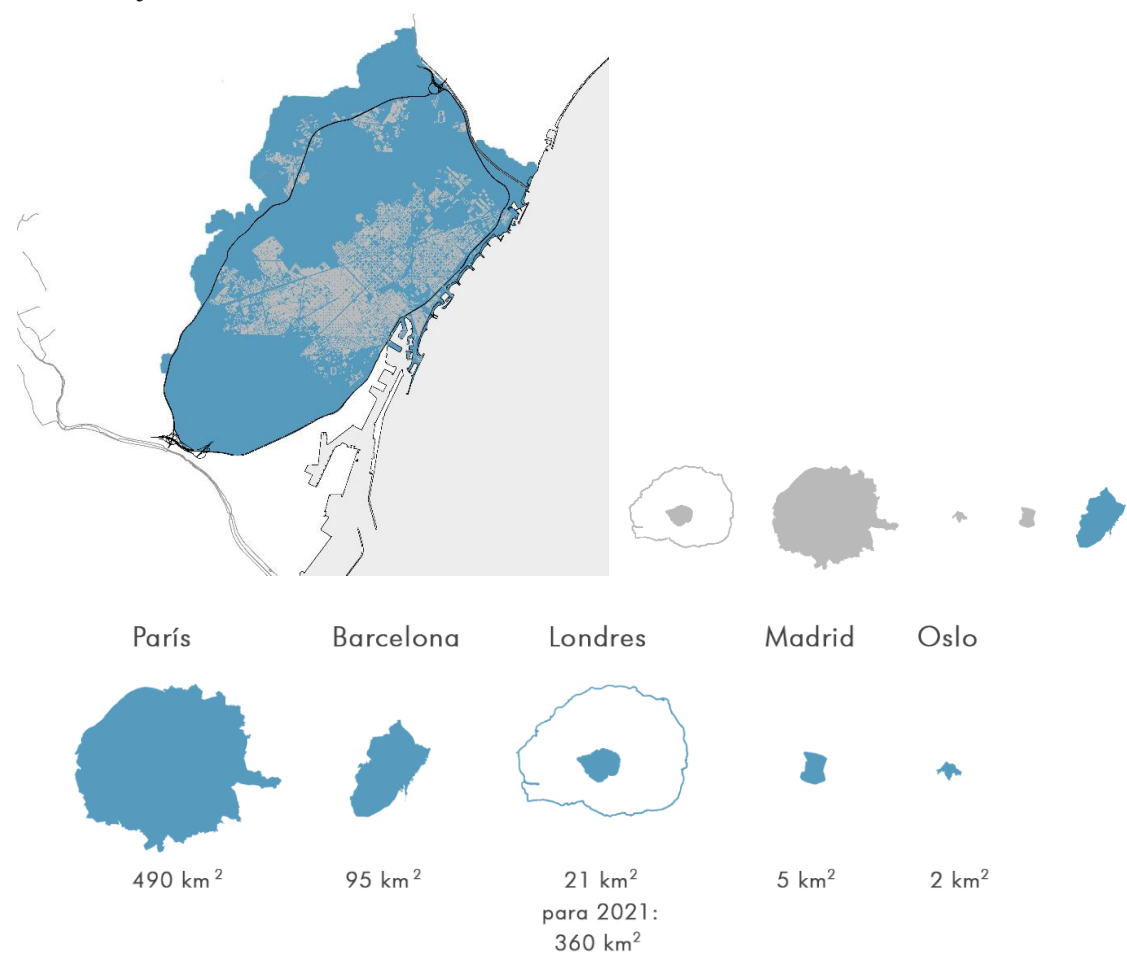 París Barcelona Londres Madrid Oslo
490 km² 95 km² 21 km² 5 km² 2 km²
para 2021:
360 km²